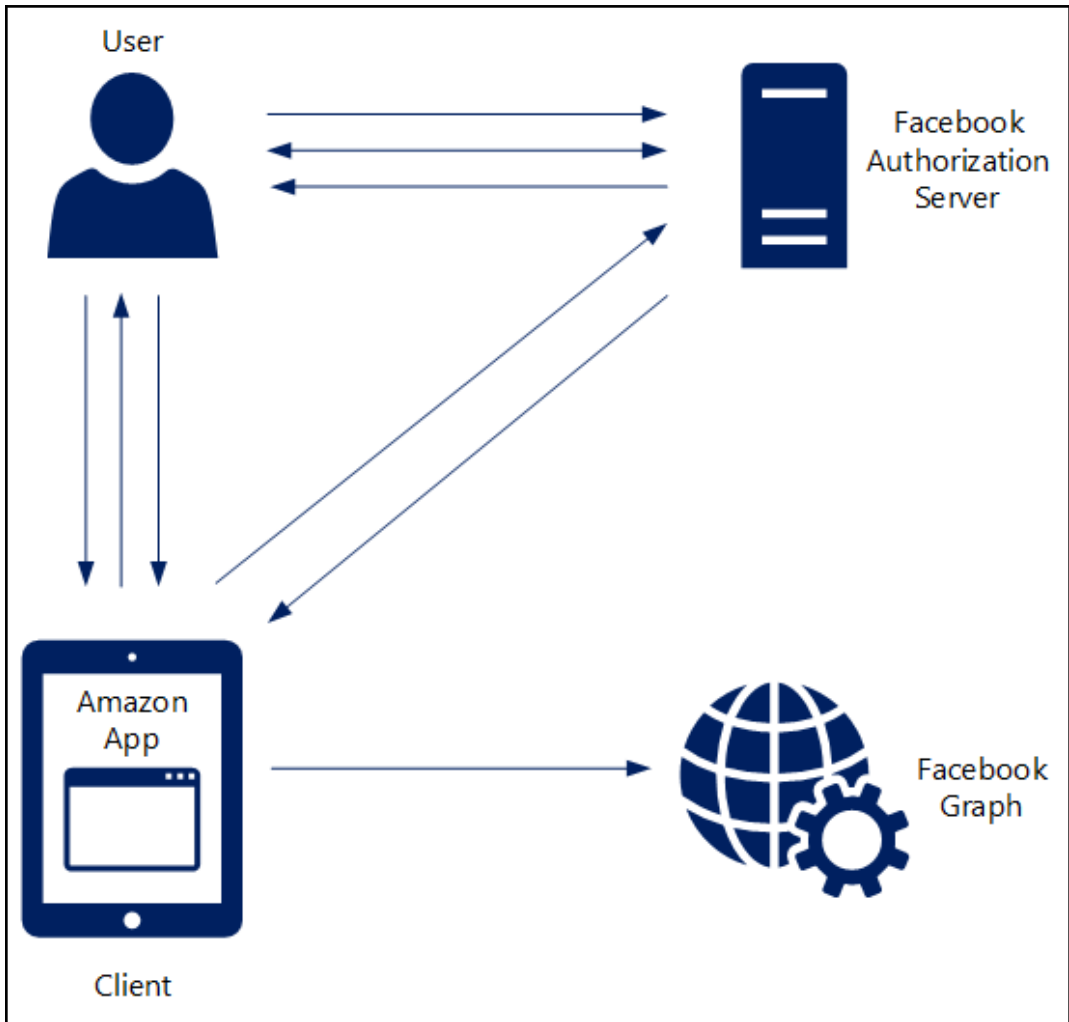 User
Facebook
Authorization
Server
Amazon
App
Facebook
Graph
Client